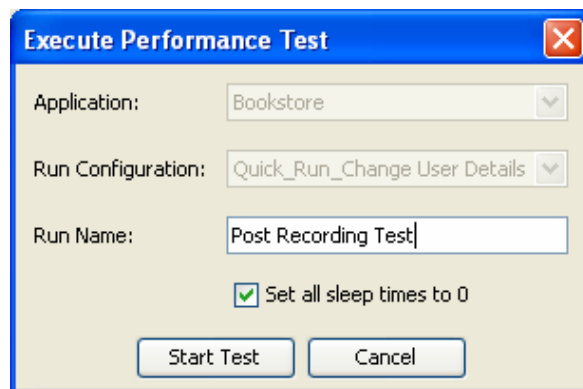 Execute Performance Test
Application: Bookstore
Run Configuration: Quick_Run_Change User Details
Run Name: Post Recording Test
Set all sleep times to 0
Start Test Cancel